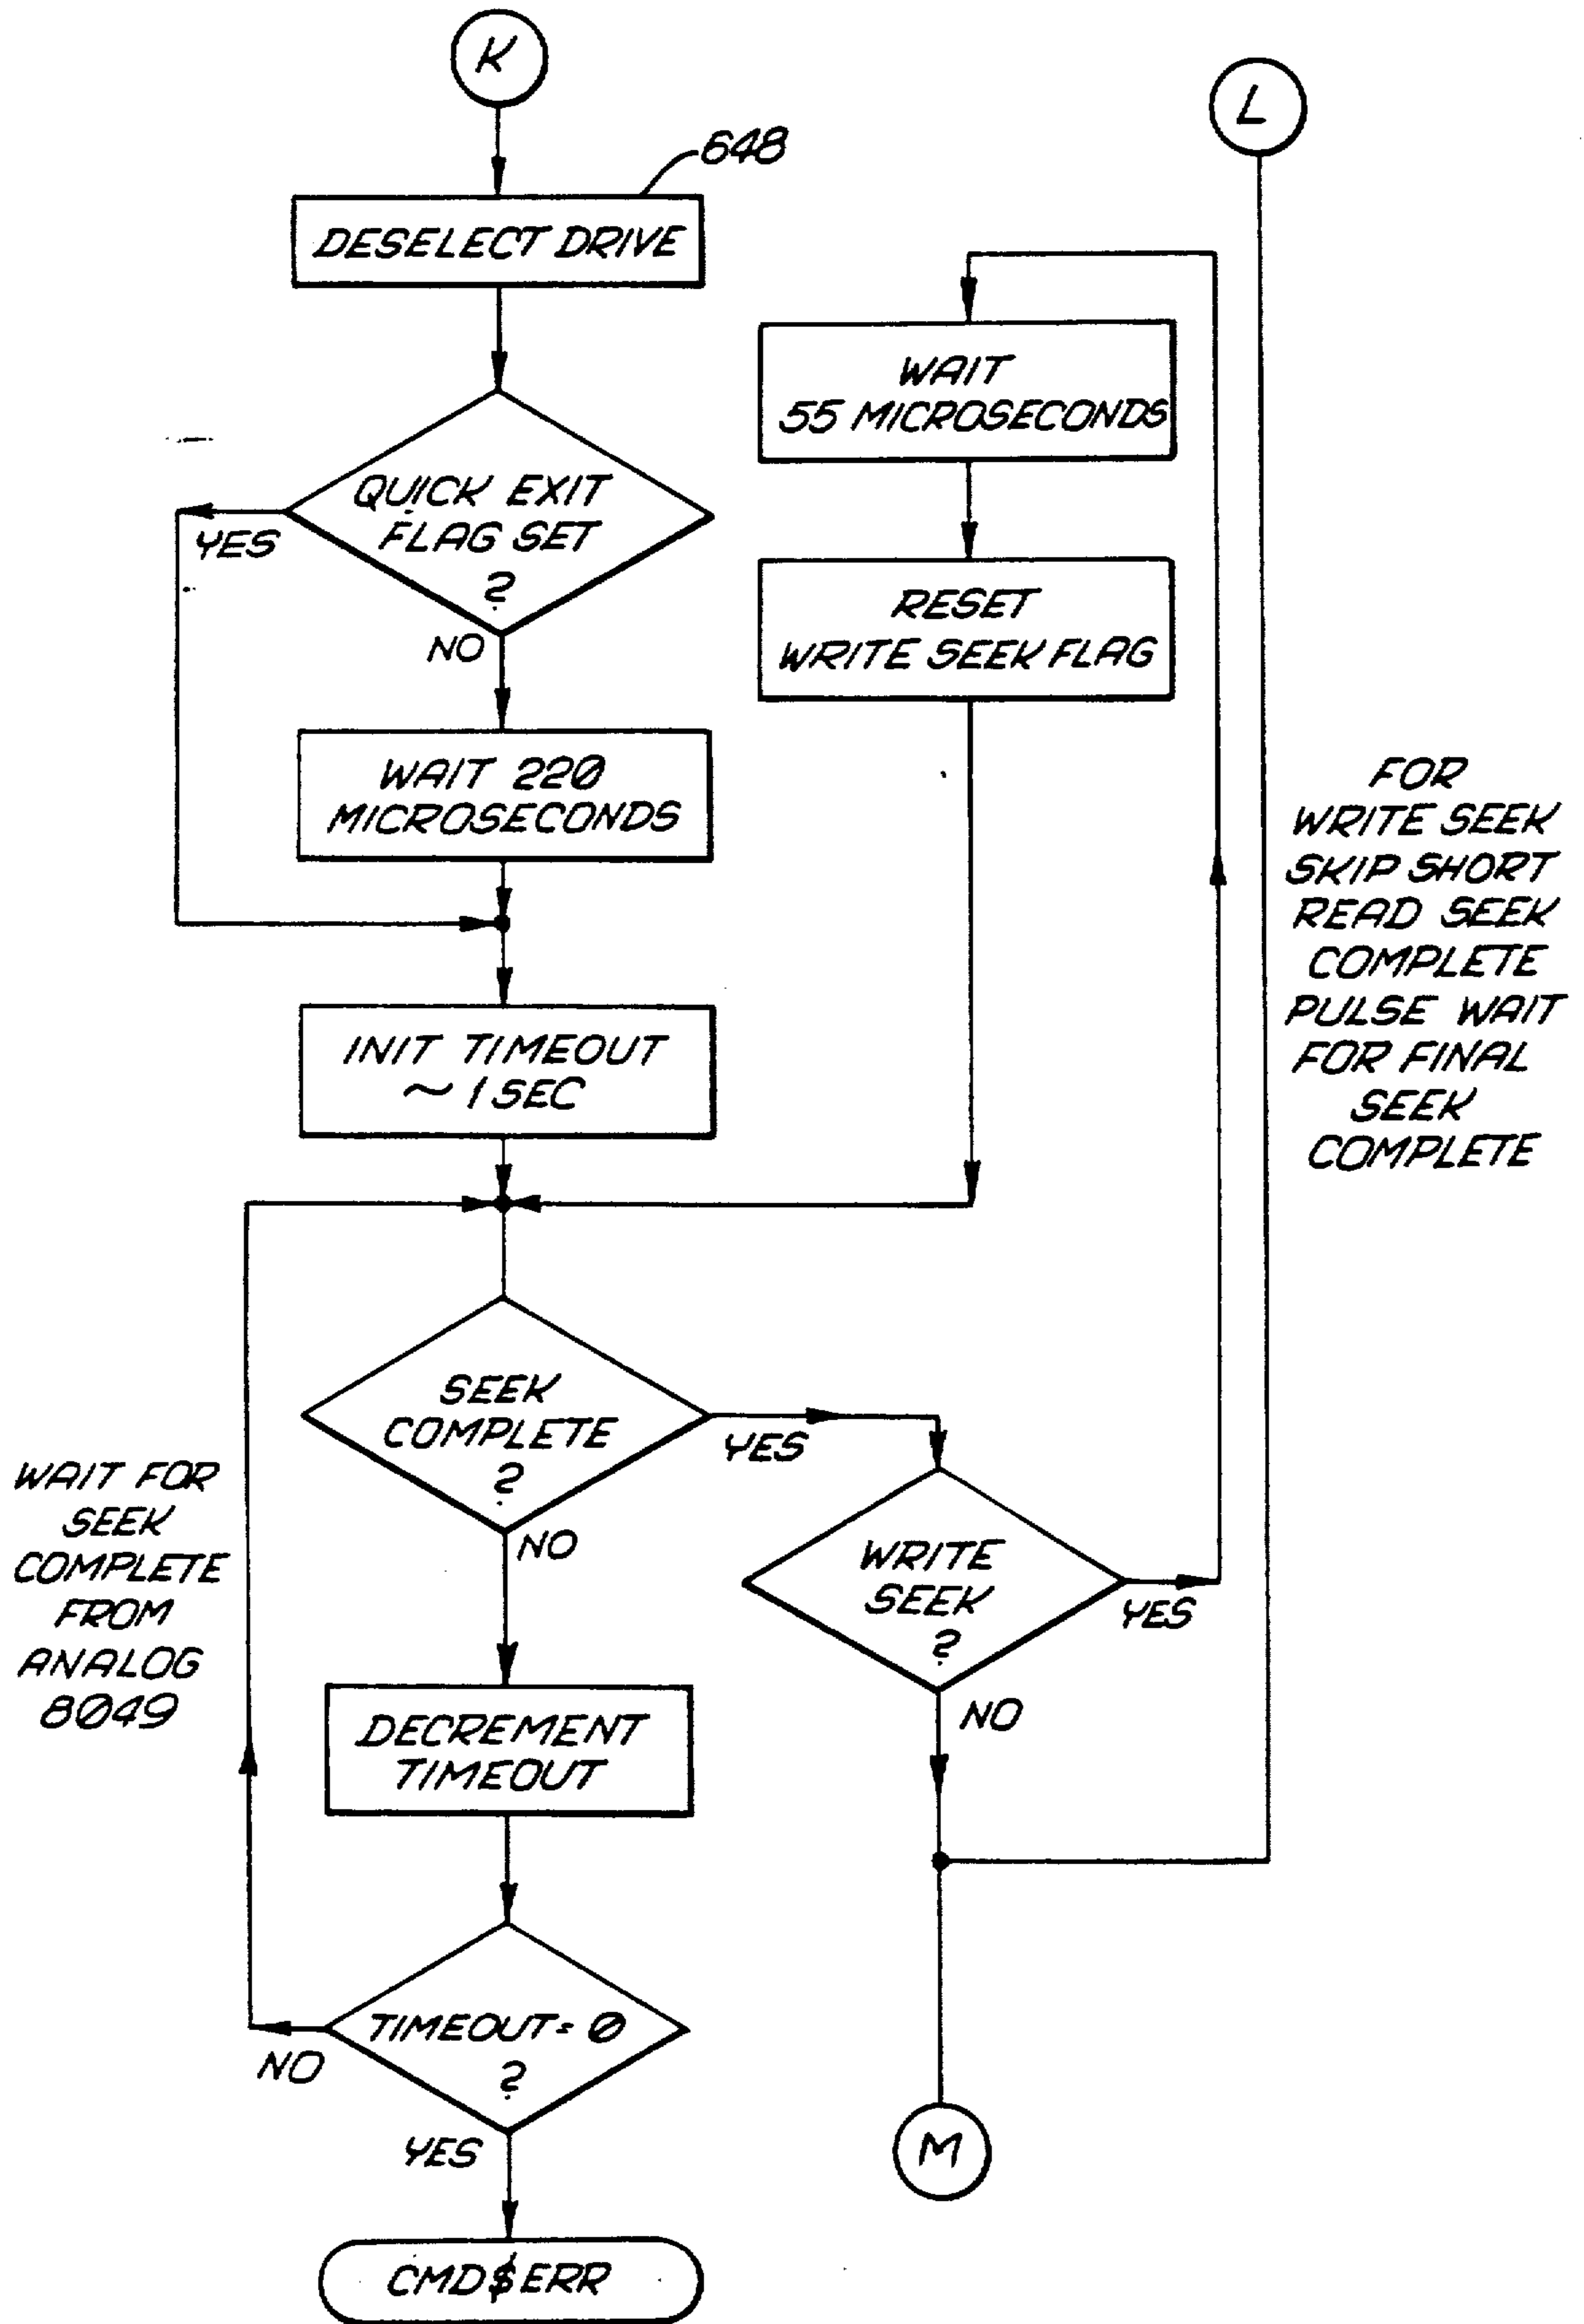 K
L
648
DESELECT DRIVE
WAIT
55 MICROSECONDS
QUICK EXIT
FLAG SET
?
YES
NO
RESET
WRITE SEEK FLAG
WAIT 220
MICROSECONDS
FOR
WRITE SEEK
SKIP SHORT
READ SEEK
COMPLETE
PULSE WAIT
FOR FINAL
SEEK
COMPLETE
INIT TIMEOUT
~ 1 SEC
SEEK
COMPLETE
?
YES
NO
WAIT FOR
SEEK
COMPLETE
FROM
ANALOG
8049
WRITE
SEEK
?
YES
NO
DECREMENT
TIMEOUT
TIMEOUT = 0
?
NO
YES
M
CMD$ERR